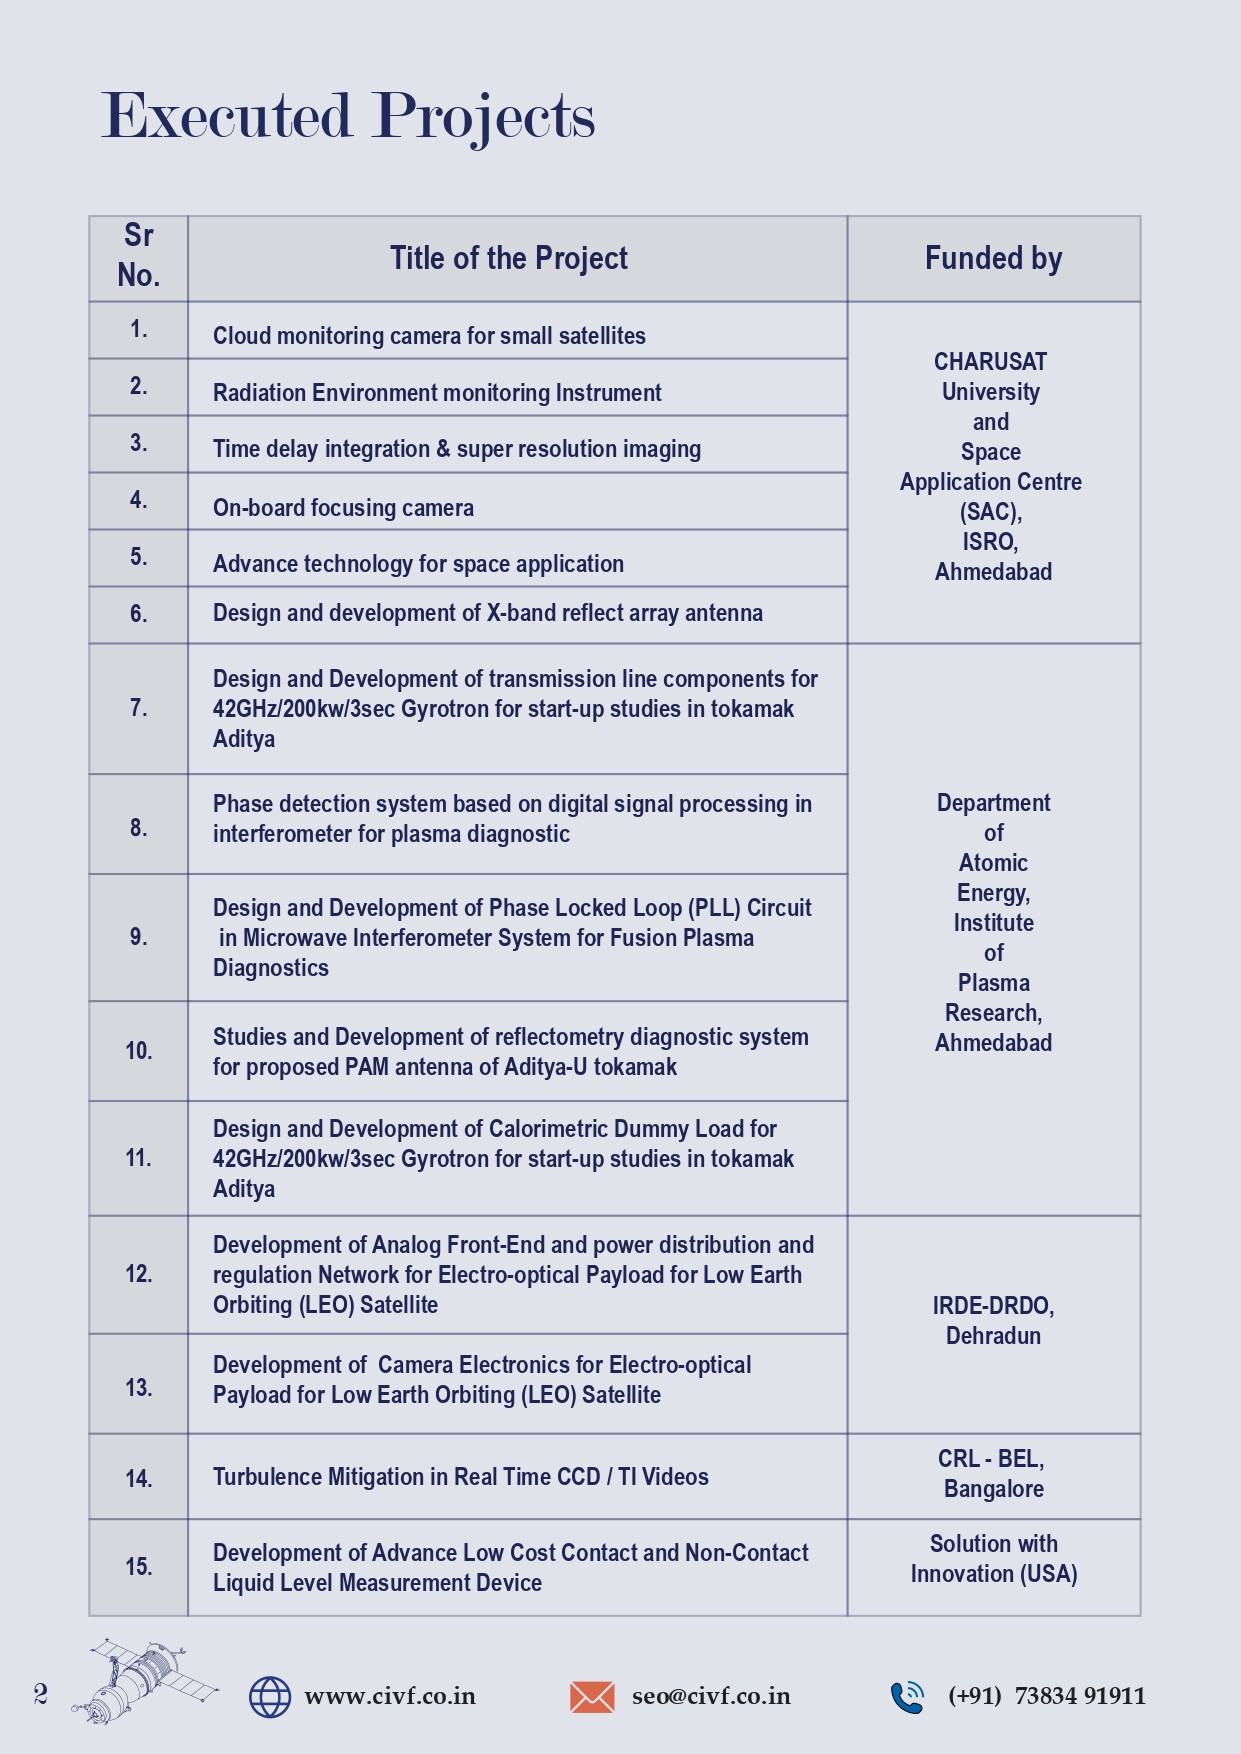 Executed Projects
Sr
No.
Title of the Project
Funded by
1.
Cloud monitoring camera for small satellites
2.
Radiation Environment monitoring Instrument
3.
Time delay integration & super resolution imaging
4.
On-board focusing camera
5.
Advance technology for space application
6.
Design and development of X-band reflect array antenna
CHARUSAT
University
and
Space
Application Centre
(SAC),
ISRO,
Ahmedabad
7.
Design and Development of transmission line components for
42GHz/200kw/3sec Gyrotron for start-up studies in tokamak
Aditya
8.
Phase detection system based on digital signal processing in
interferometer for plasma diagnostic
9.
Design and Development of Phase Locked Loop (PLL) Circuit
in Microwave Interferometer System for Fusion Plasma
Diagnostics
10.
Studies and Development of reflectometry diagnostic system
for proposed PAM antenna of Aditya-U tokamak
11.
Design and Development of Calorimetric Dummy Load for
42GHz/200kw/3sec Gyrotron for start-up studies in tokamak
Aditya
Department
of
Atomic
Energy,
Institute
of
Plasma
Research,
Ahmedabad
12.
Development of Analog Front-End and power distribution and
regulation Network for Electro-optical Payload for Low Earth
Orbiting (LEO) Satellite
13.
Development of  Camera Electronics for Electro-optical
Payload for Low Earth Orbiting (LEO) Satellite
IRDE-DRDO,
Dehradun
14.
Turbulence Mitigation in Real Time CCD / TI Videos
CRL - BEL,
Bangalore
15.
Development of Advance Low Cost Contact and Non-Contact
Liquid Level Measurement Device
Solution with
Innovation (USA)
2
www.civf.co.in
seo@civf.co.in
(+91)  73834 91911